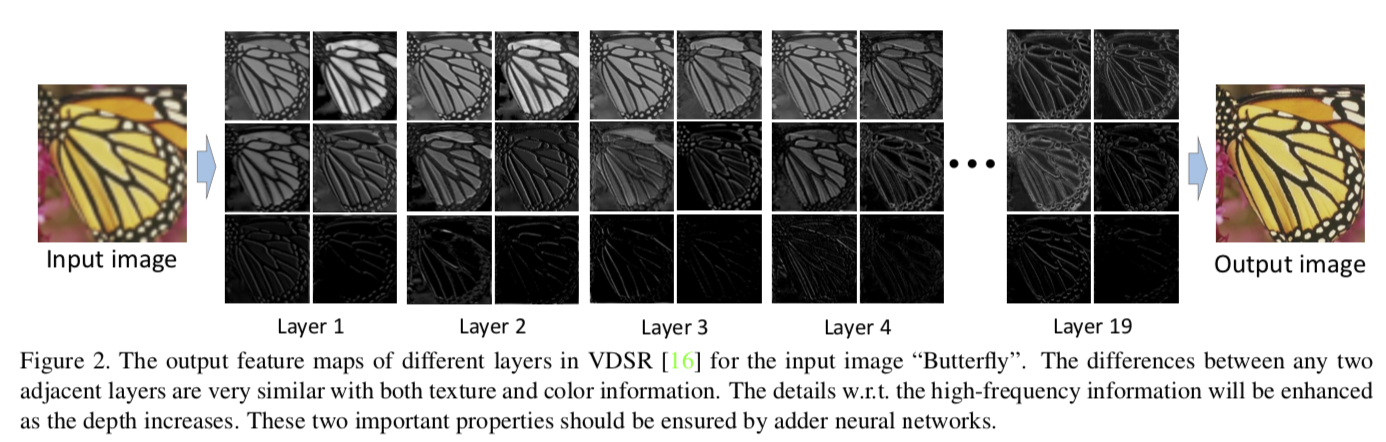 Input image
Output image
Layer 1
Layer 2
Layer 3
Layer 4
Layer 19
Figure 2. The output feature maps of different layers in VDSR [16] for the input image “Butterfly”. The differences between any two
adjacent layers are very similar with both texture and color information. The details w.r.t. the high-frequency information will be enhanced
as the depth increases. These two important properties should be ensured by adder neural networks.